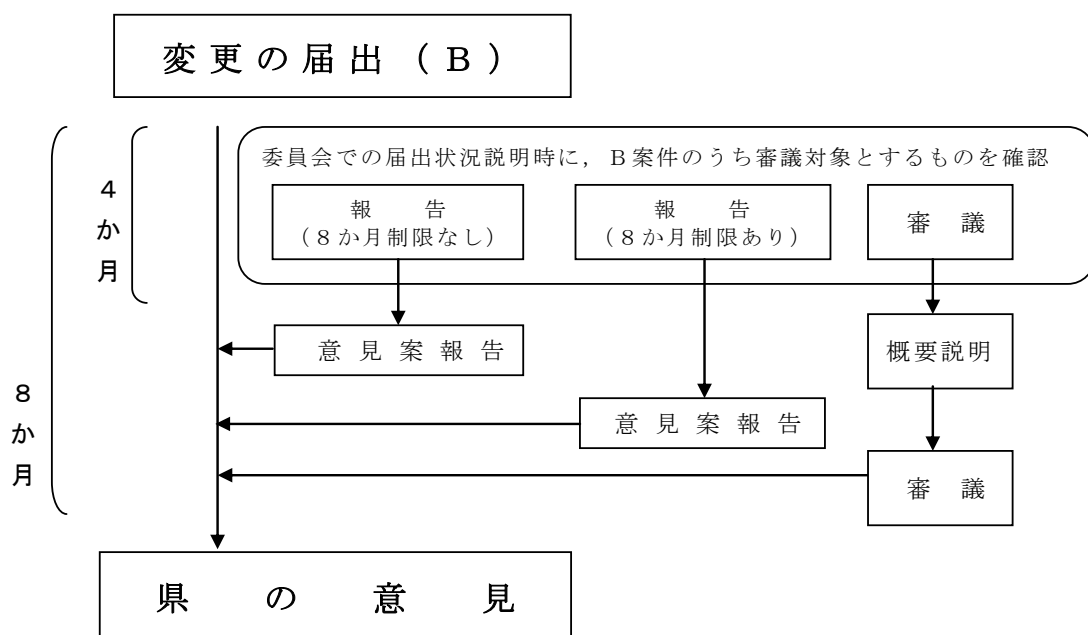 変更の届出（Ｂ）
４か月
８か月
委員会での届出状況説明時に，Ｂ案件のうち審議対象とするものを確認
報　告
（８か月制限なし）
報　告
（８か月制限あり）
審　議
意見案報告
概要説明
意見案報告
審　議
県の意見